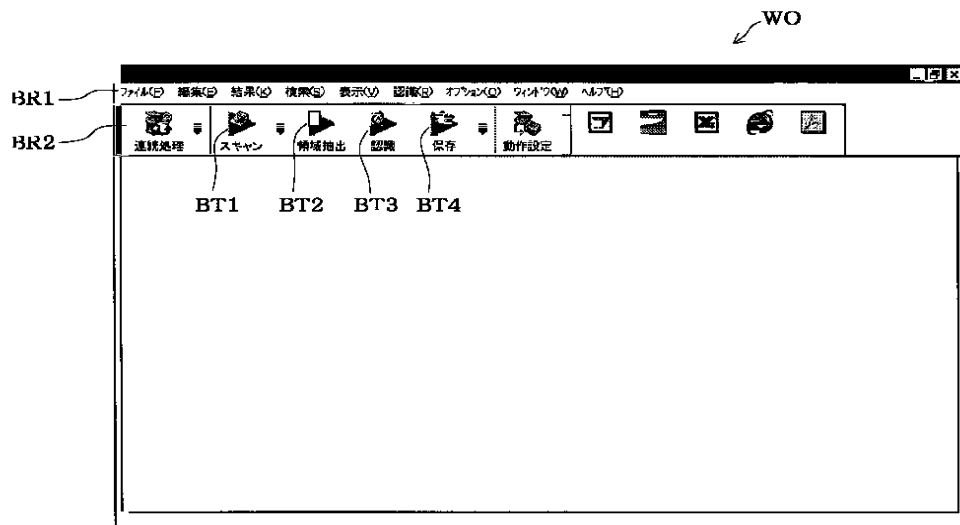 WO
BR1
ファイル(F) 編集(E) 結果(K) 検索(S) 表示(V) 認識(R) オプション(O) ウィンドウ(W) ヘルプ(H)
BR2
連続処理 スキャン 領域抽出 認識 保存 動作設定
BT1 BT2 BT3 BT4